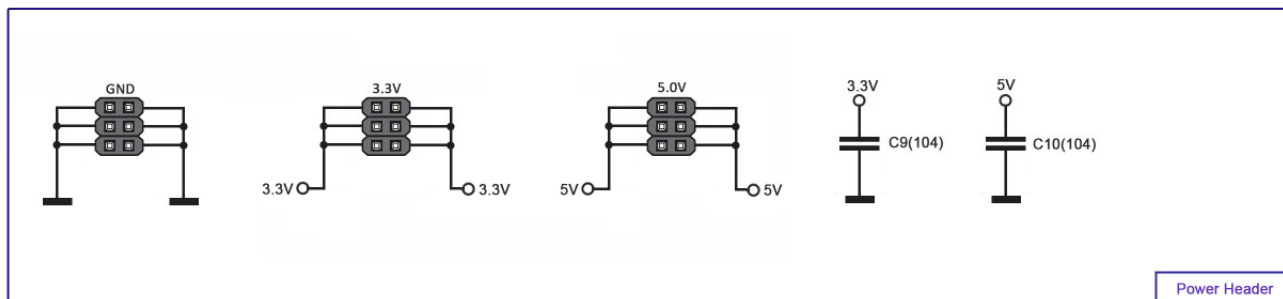 GND
3.3V
5.0V
3.3V
5V
C9(104)
C10(104)
3.3V
3.3V
5V
5V
Power Header